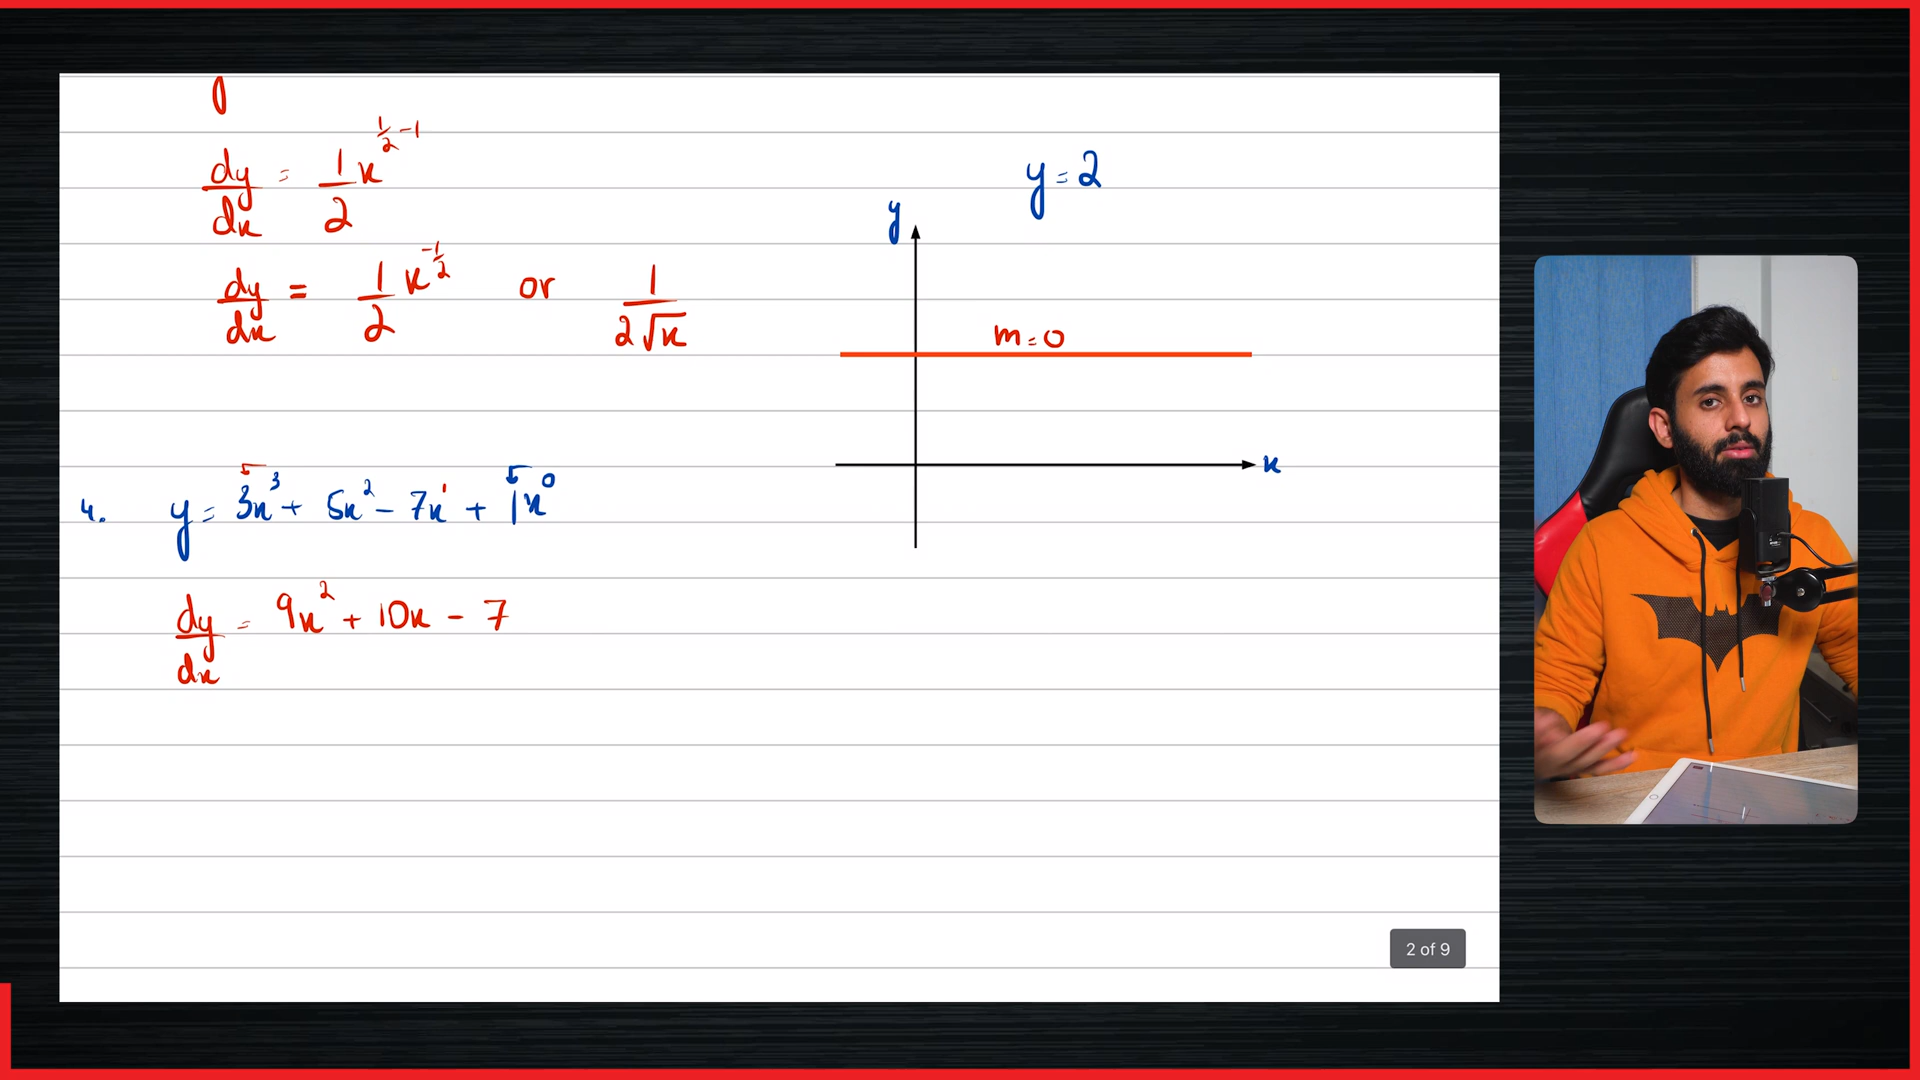 dy/dx = 1/2 x^(1/2 - 1)
dy/dx = 1/2 x^(-1/2) or 1/(2√x)
4. y = 3x^3 + 5x^2 - 7x^1 + 1x^0
dy/dx = 9x^2 + 10x - 7
y = 2
y
m = 0
x
2 of 9